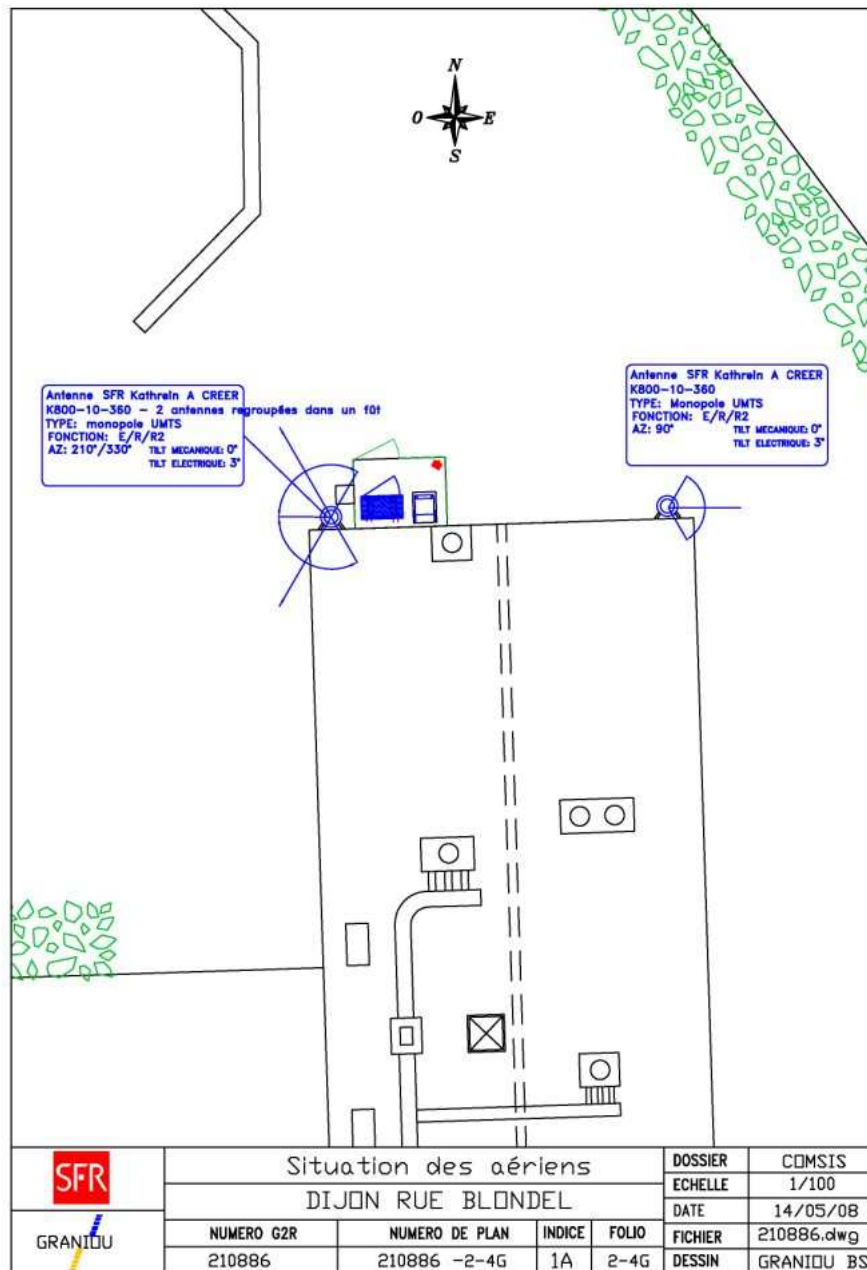 N
O E
S
Antenne SFR Kathrein A CREER
K800-10-360 - 2 antennes regroupées dans un fût
TYPE: monopole UMTS
FONCTION: E/R/R2
AZ: 210°/330° TILT MECANIQUE: 0°
TILT ELECTRIQUE: 3°
Antenne SFR Kathrein A CREER
K800-10-360
TYPE: Monopole UMTS
FONCTION: E/R/R2
AZ: 90° TILT MECANIQUE: 0°
TILT ELECTRIQUE: 3°
SFR
GRANIOU
Situation des aériens
DIJON RUE BLONDEL
NUMERO G2R NUMERO DE PLAN INDICE FOLIO
210886 210886 -2-4G 1A 2-4G
DOSSIER COMSIS
ECHELLE 1/100
DATE 14/05/08
FICHIER 210886.dwg
DESSIN GRANIOU BS